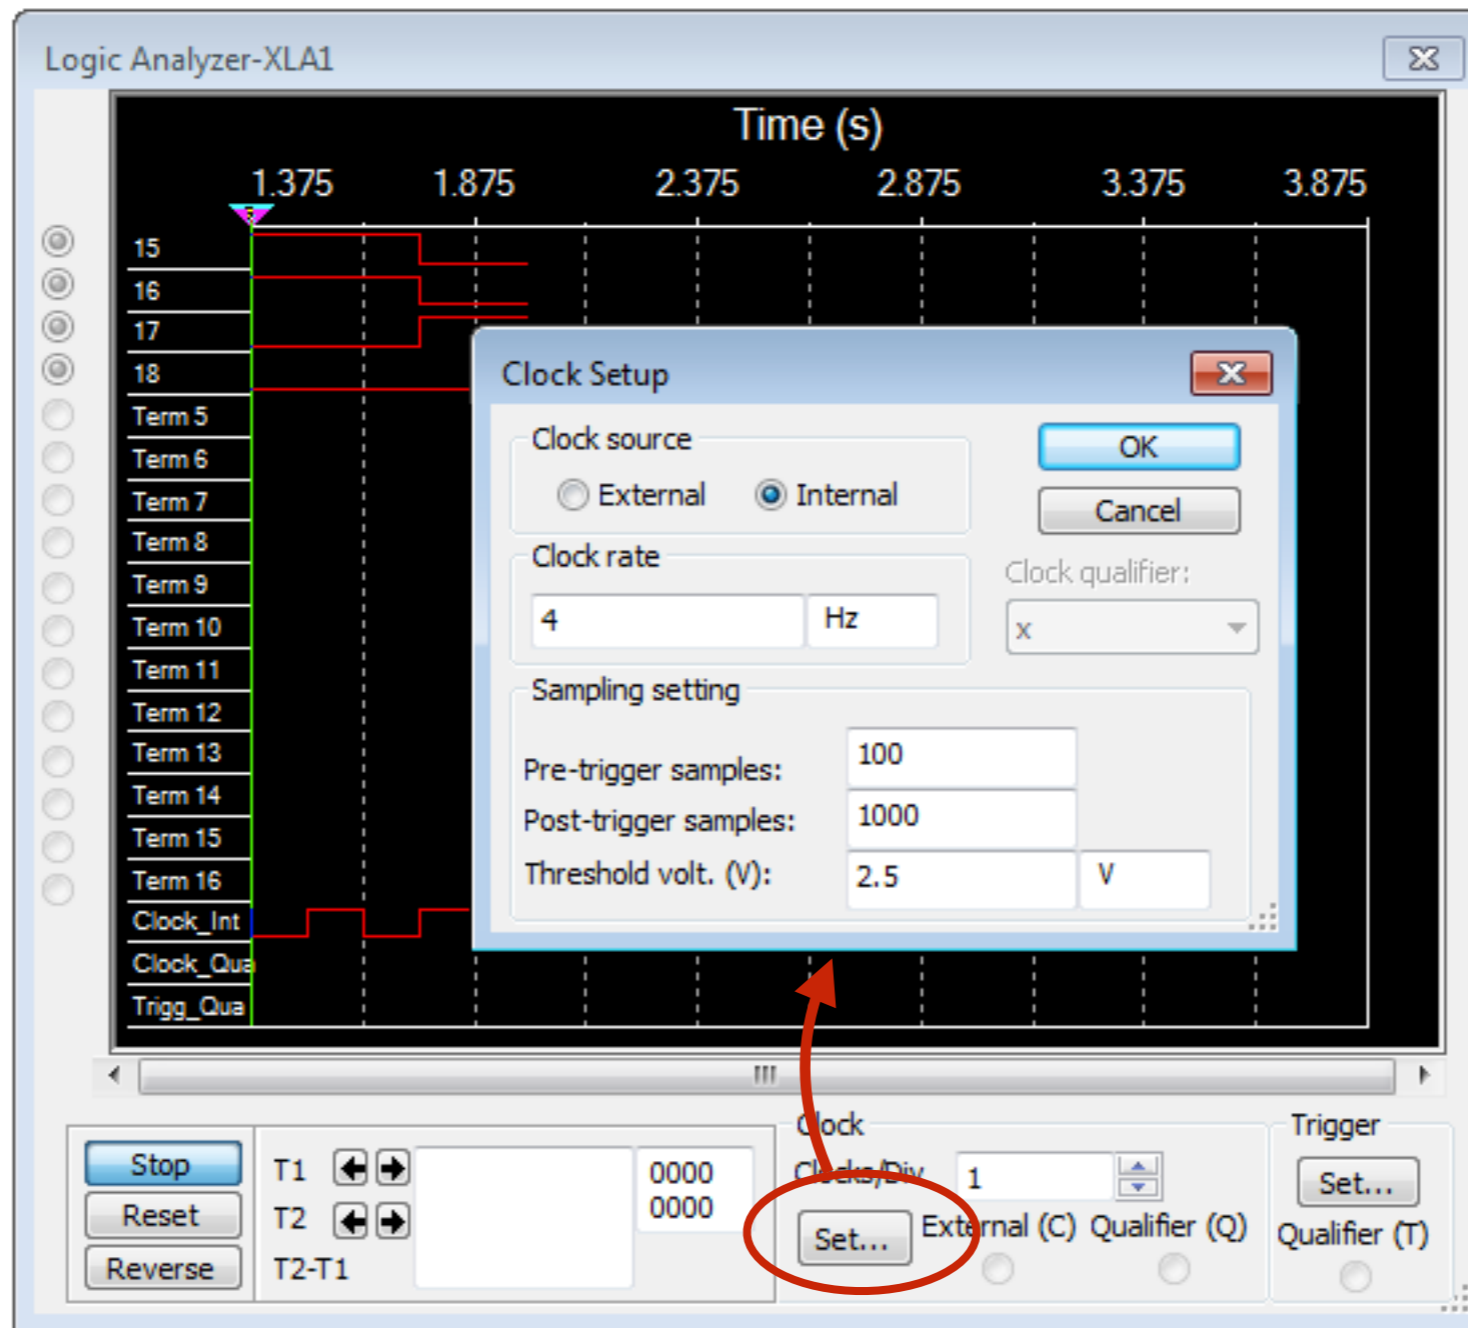 Logic Analyzer-XLA1
Time (s)
1.375 1.875 2.375 2.875 3.375 3.875
15
16
17
18
Term 5
Term 6
Term 7
Term 8
Term 9
Term 10
Term 11
Term 12
Term 13
Term 14
Term 15
Term 16
Clock_Int
Clock_Qua
Trigg_Qua
Clock Setup
Clock source
External Internal
OK
Cancel
Clock rate
4 Hz
Clock qualifier:
x
Sampling setting
Pre-trigger samples: 100
Post-trigger samples: 1000
Threshold volt. (V): 2.5 V
Stop
Reset
Reverse
T1 0000
T2 0000
T2-T1
Clock
Clocks/Div 1
Set... External (C) Qualifier (Q)
Trigger
Set...
Qualifier (T)